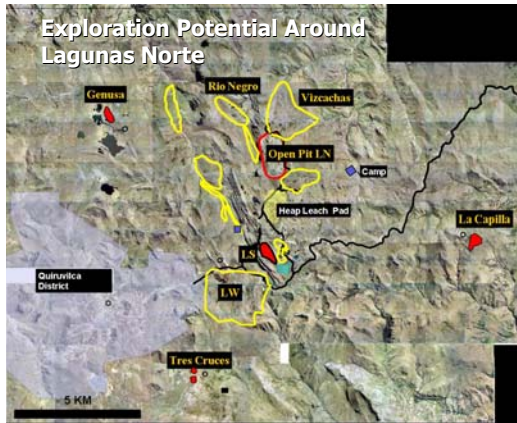 Exploration Potential Around
Lagunas Norte
Rio Negro
Genusa
Vizcachas
Open Pit LN
Camp
Heap Leach Pad
La Capilla
LS
Quiruvilca
District
LW
Tres Cruces
5 KM